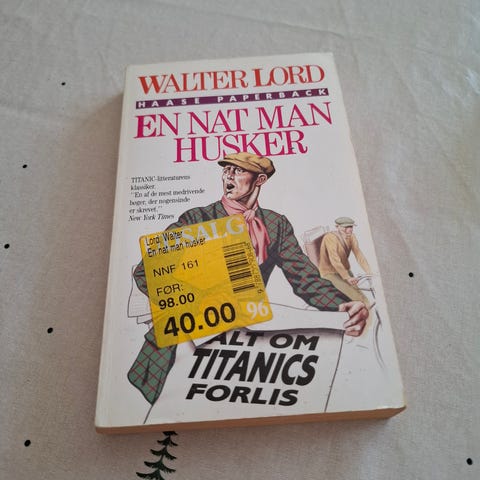 WALTER LORD
HAASE PAPERBACK
EN NAT MAN
HUSKER
TITANIC-litteraturens
klassiker.
"En af de mest medrivende
bøger, der nogensinde
er skrevet."
New York Times
SALG
Lord, Walter
En nat man husker
NNF 161
FØR:
98.00
40.00
96
ALT OM
TITANICS
FORLIS